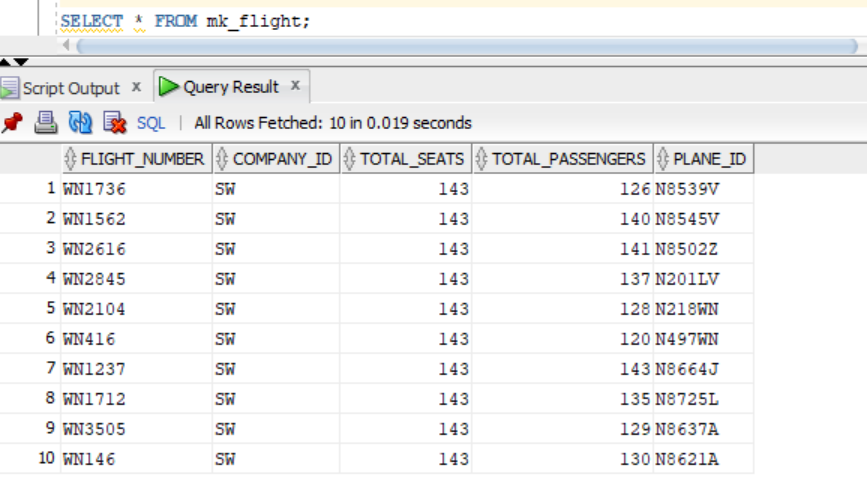 SELECT * FROM mk_flight;
Script Output x Query Result x
SQL | All Rows Fetched: 10 in 0.019 seconds
FLIGHT_NUMBER COMPANY_ID TOTAL_SEATS TOTAL_PASSENGERS PLANE_ID
1 WN1736 SW 143 126 N8539V
2 WN1562 SW 143 140 N8545V
3 WN2616 SW 143 141 N8502Z
4 WN2845 SW 143 137 N201LV
5 WN2104 SW 143 128 N218WN
6 WN416 SW 143 120 N497WN
7 WN1237 SW 143 143 N8664J
8 WN1712 SW 143 135 N8725L
9 WN3505 SW 143 129 N8637A
10 WN146 SW 143 130 N8621A